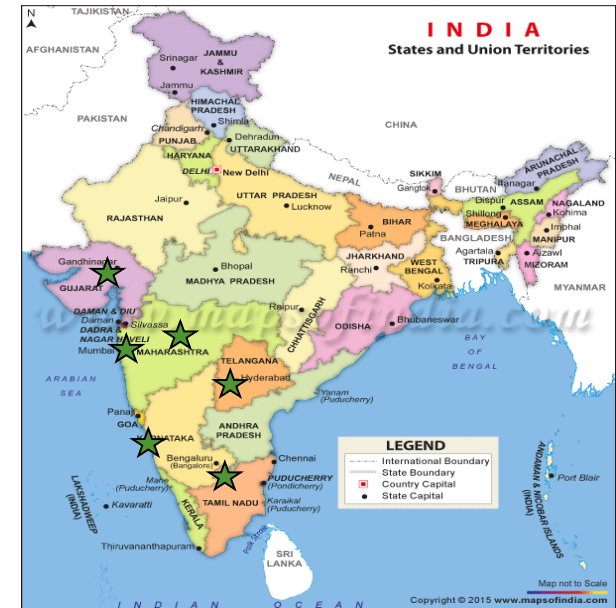 N
TAJIKISTAN
INDIA
States and Union Territories
AFGHANISTAN
JAMMU
&
KASHMIR
Srinagar
Jammu
HIMACHAL
PRADESH
Shimla
PAKISTAN
CHINA
Chandigarh
PUNJAB
Dehradun
UTTARAKHAND
HARYANA
DELHI
New Delhi
NEPAL
SIKKIM
Gangtok
BHUTAN
ARUNACHAL
PRADESH
Itanagar
Dispur
ASSAM
NAGALAND
Kohima
Shillong
MEGHALAYA
Imphal
MANIPUR
BANGLADESH
Agartala
TRIPURA
Aizawl
MIZORAM
MYANMAR
Jaipur
RAJASTHAN
UTTAR PRADESH
Lucknow
BIHAR
Patna
JHARKHAND
Ranchi
WEST
BENGAL
Kolkata
Gandhinagar
GUJARAT
Bhopal
MADHYA PRADESH
Raipur
CHHATTISGARH
ODISHA
Bhubaneswar
DAMAN & DIU
Daman
Silvassa
DADRA &
NAGAR HAVELI
Mumbai
MAHARASHTRA
www.mapsofindia.com
BAY
OF
BENGAL
ARABIAN
SEA
TELANGANA
Hyderabad
Yanam
(Puducherry)
Panaji
GOA
KARNATAKA
ANDHRA
PRADESH
Bengaluru
(Bangalore)
Chennai
Mahe
(Puducherry)
PUDUCHERRY
(Pondicherry)
TAMIL NADU
Karaikal
(Puducherry)
KERALA
LAKSHADWEEP
(INDIA)
Kavaratti
Thiruvananthapuram
Palk Strait
SRI
LANKA
LEGEND
International Boundary
State Boundary
Country Capital
State Capital
ANDAMAN & NICOBAR ISLANDS
(INDIA)
Port Blair
Map not to Scale
Copyright © 2015 www.mapsofindia.com
INDIAN OCEAN